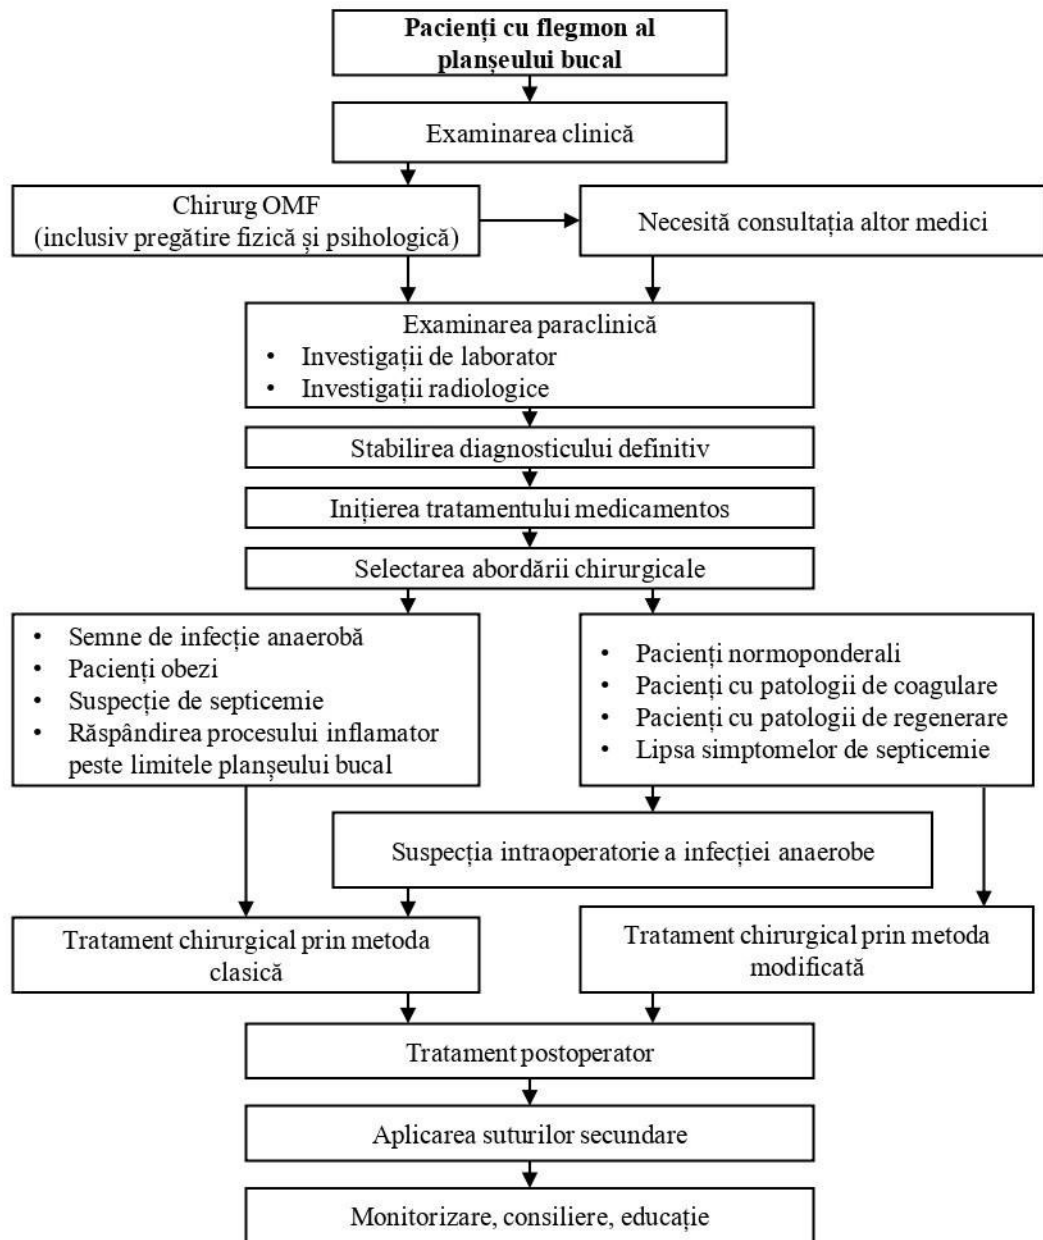 Pacienți cu flegmon al
planșeului bucal
Examinarea clinică
Chirurg OMF
(inclusiv pregătire fizică și psihologică)
Necesită consultația altor medici
Examinarea paraclinică
• Investigații de laborator
• Investigații radiologice
Stabilirea diagnosticului definitiv
Inițierea tratamentului medicamentos
Selectarea abordării chirurgicale
• Semne de infecție anaerobă
• Pacienți obezi
• Suspecție de septicemie
• Răspândirea procesului inflamator
peste limitele planșeului bucal
• Pacienți normoponderali
• Pacienți cu patologii de coagulare
• Pacienți cu patologii de regenerare
• Lipsa simptomelor de septicemie
Suspecția intraoperatorie a infecției anaerobe
Tratament chirurgical prin metoda
clasică
Tratament chirurgical prin metoda
modificată
Tratament postoperator
Aplicarea suturilor secundare
Monitorizare, consiliere, educație